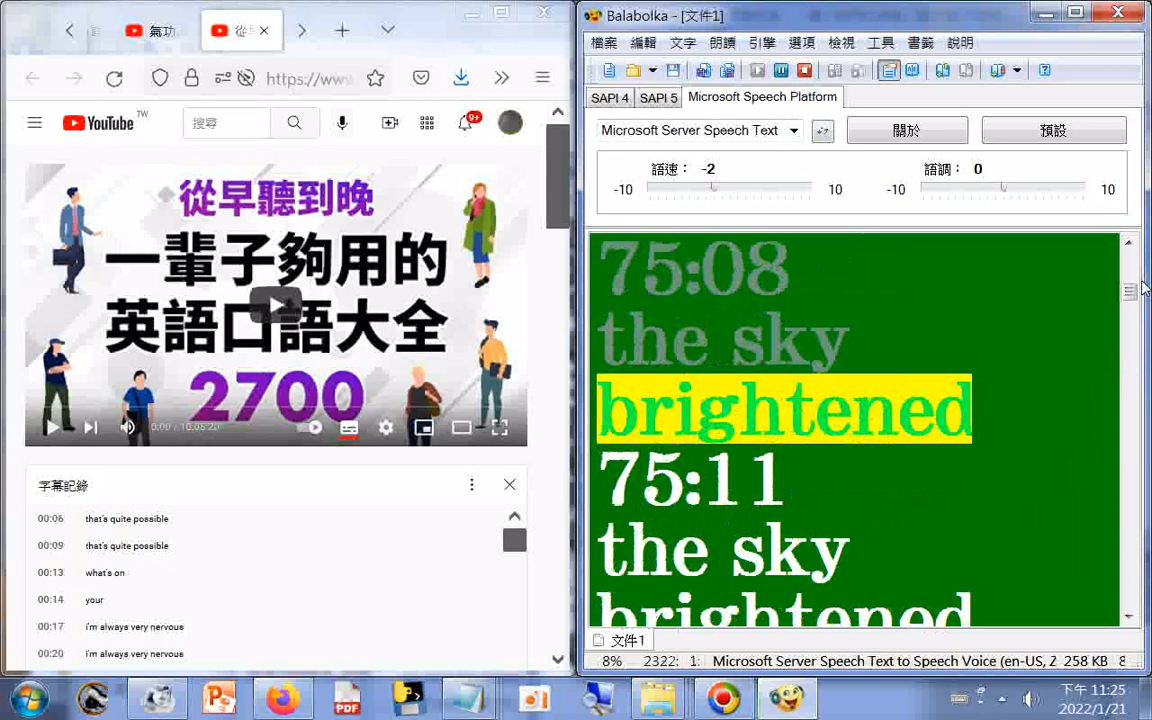 氣功
從
https://www
YouTube TW
搜尋
9+
從早聽到晚
一輩子夠用的
英語口語大全
2700
0:00 / 10:05:20
字幕記錄
00:06 that's quite possible
00:09 that's quite possible
00:13 what's on
00:14 your
00:17 i'm always very nervous
00:20 i'm always very nervous
Balabolka - [文件1]
檔案 編輯 文字 朗讀 引擎 選項 檢視 工具 書籤 說明
SAPI 4 SAPI 5 Microsoft Speech Platform
Microsoft Server Speech Text 關於 預設
語速： -2 語調： 0
-10 10 -10 10
75:08
the sky
brightened
75:11
the sky
brightened
文件1
8% 2322: 1: Microsoft Server Speech Text to Speech Voice (en-US, Z 258 KB 8
PDF
下午 11:25
2022/1/21